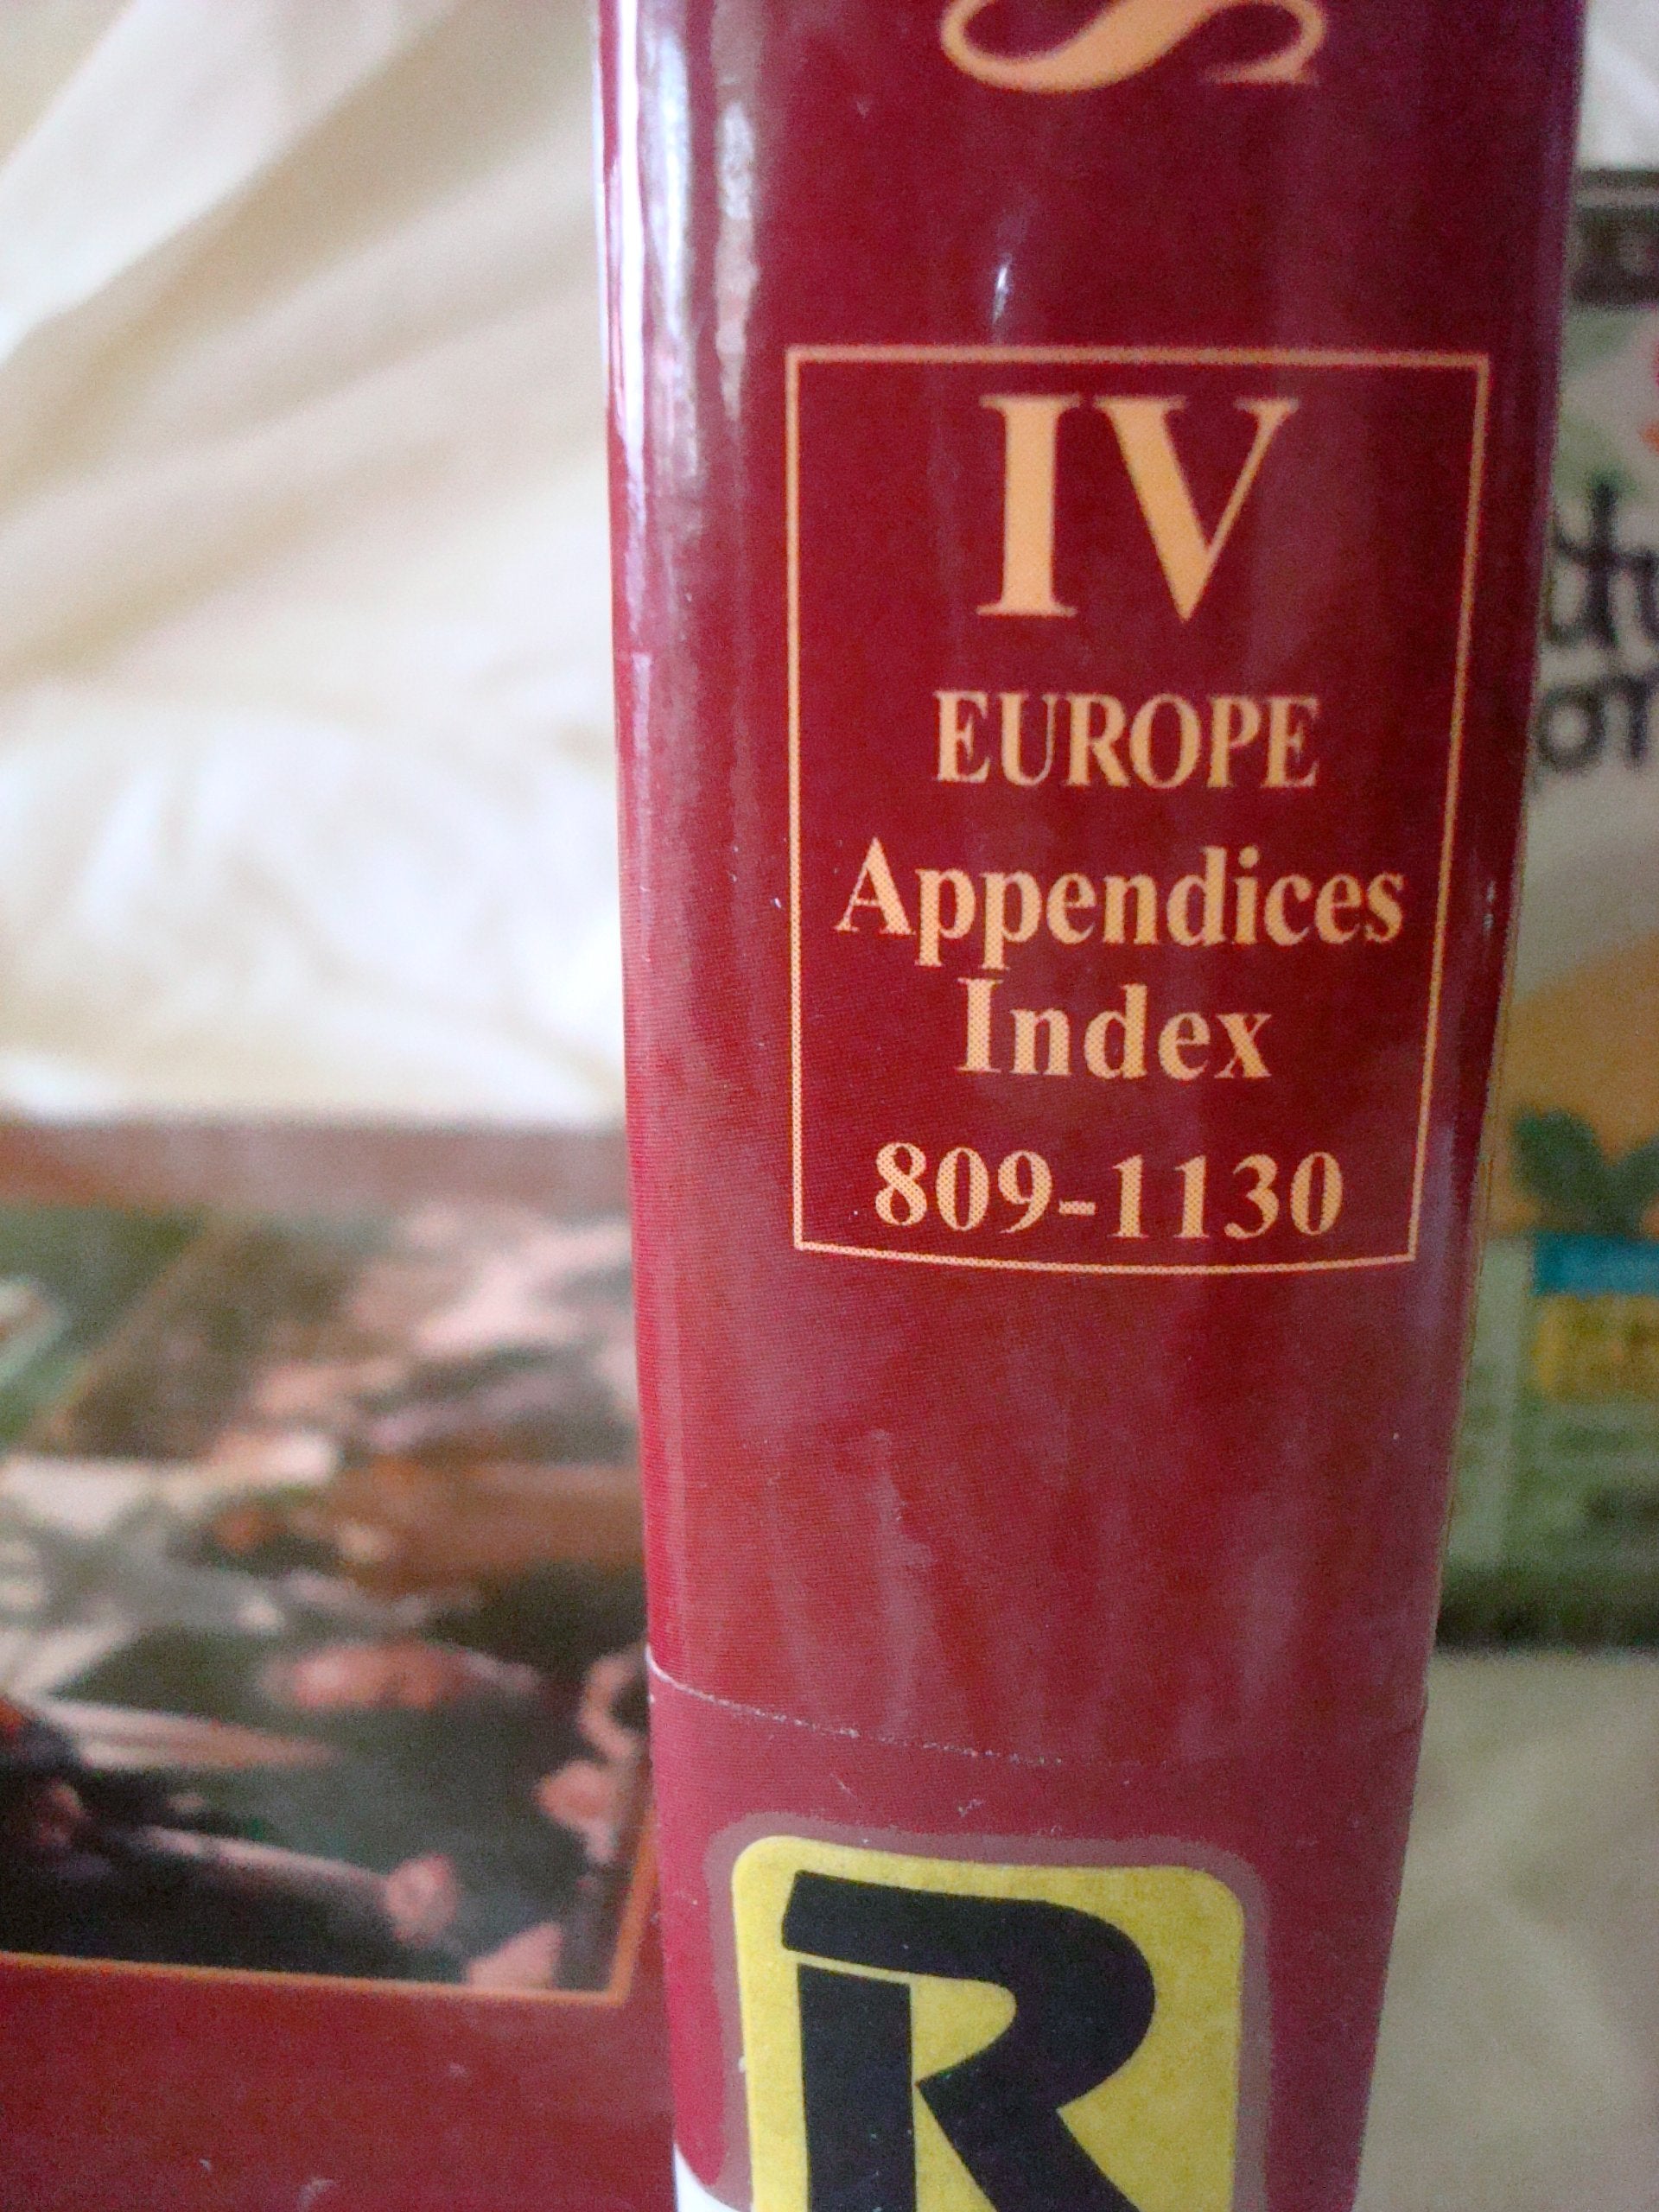 S
IV
EUROPE
Appendices
Index
809-1130
R